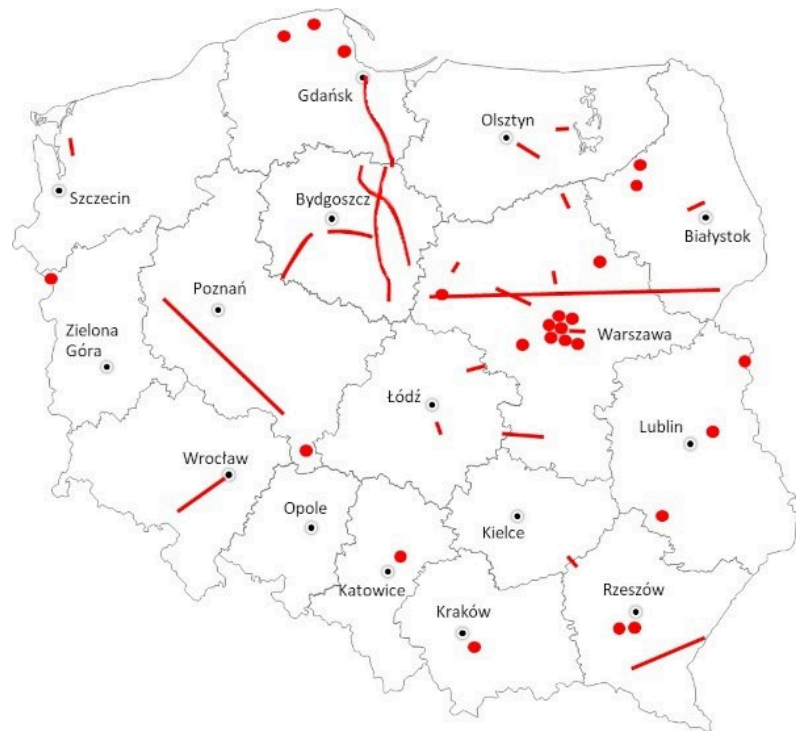 Gdańsk
Olsztyn
Szczecin
Bydgoszcz
Białystok
Poznań
Zielona
Góra
Warszawa
Łódź
Lublin
Wrocław
Opole
Kielce
Katowice
Rzeszów
Kraków